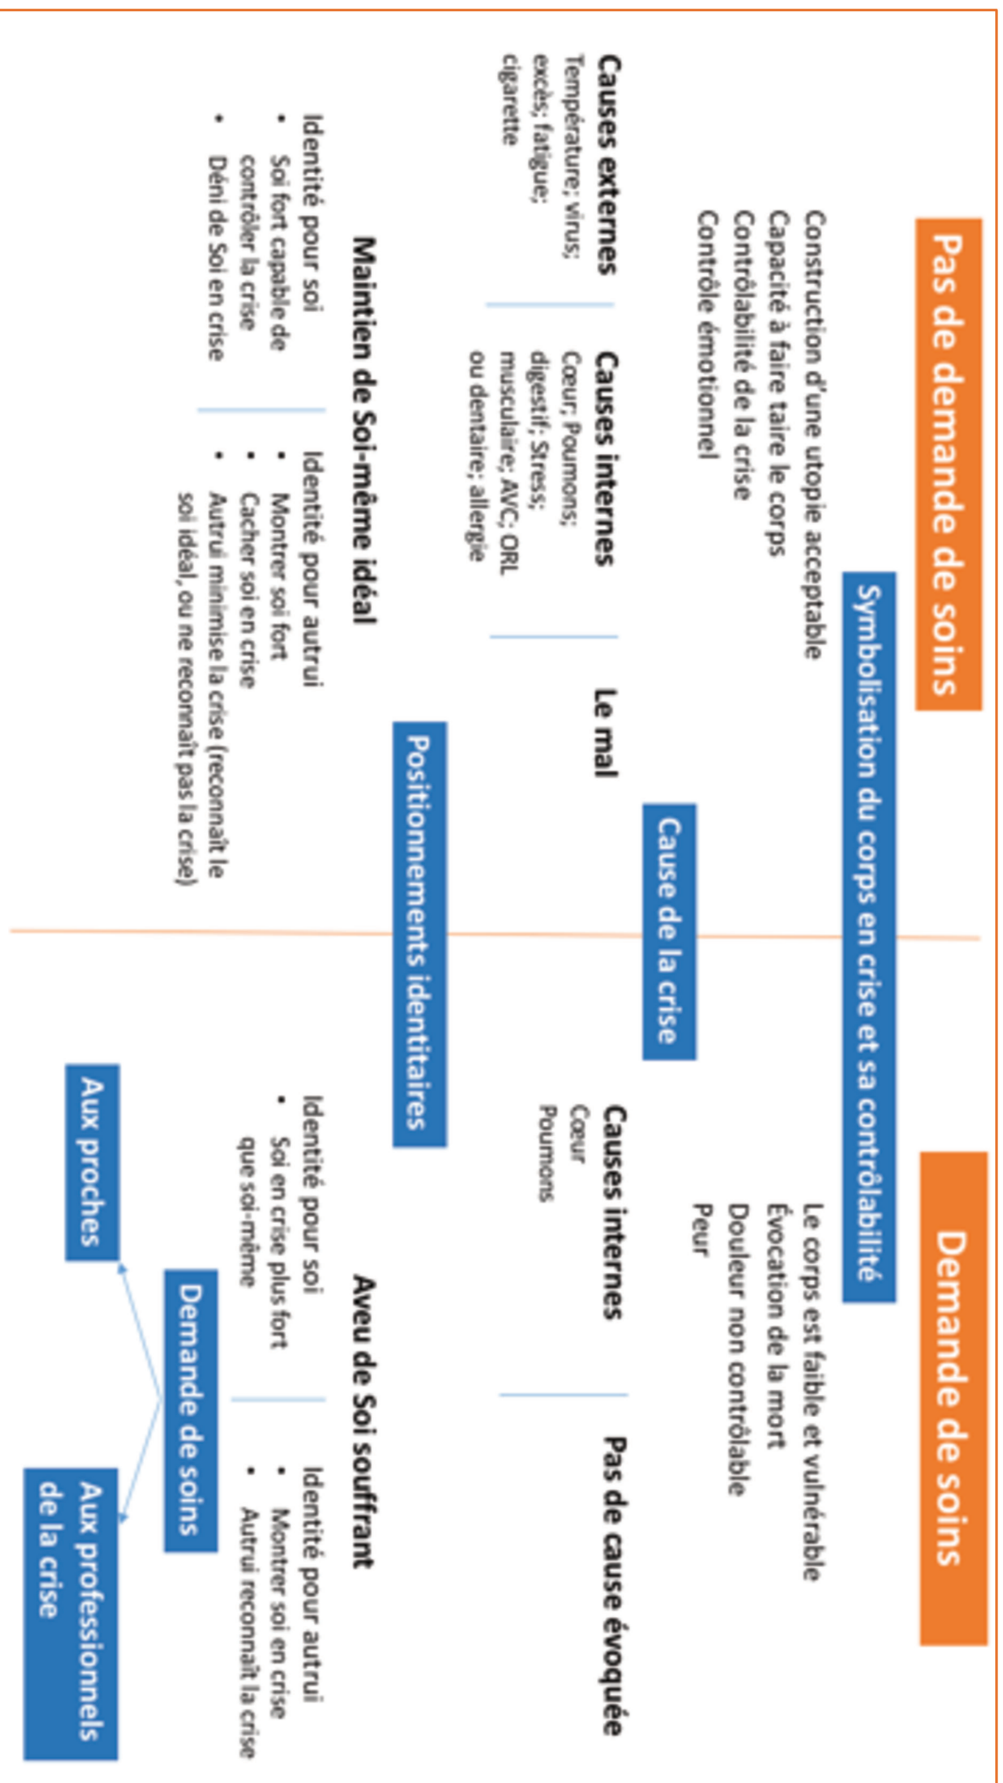 Pas de demande de soins
Demande de soins
Symbolisation du corps en crise et sa contrôlabilité
Construction d'une utopie acceptable
Capacité à faire taire le corps
Contrôlabilité de la crise
Contrôle émotionnel
Le corps est faible et vulnérable
Évocation de la mort
Douleur non contrôlable
Peur
Cause de la crise
Causes externes
Température; virus;
excès; fatigue;
cigarette
Causes internes
Cœur; Poumons;
digestif; Stress;
musculaire; AVC; ORL
ou dentaire; allergie
Le mal
Causes internes
Cœur
Poumons
Pas de cause évoquée
Positionnements identitaires
Maintien de Soi-même idéal
Identité pour soi
• Soi fort capable de
contrôler la crise
• Déni de Soi en crise
Identité pour autrui
• Montrer soi fort
• Cacher soi en crise
• Autrui minimise la crise (reconnaît le
soi idéal, ou ne reconnaît pas la crise)
Aveu de Soi souffrant
Identité pour soi
• Soi en crise plus fort
que soi-même
Identité pour autrui
• Montrer soi en crise
• Autrui reconnaît la crise
Demande de soins
Aux proches
Aux professionnels
de la crise